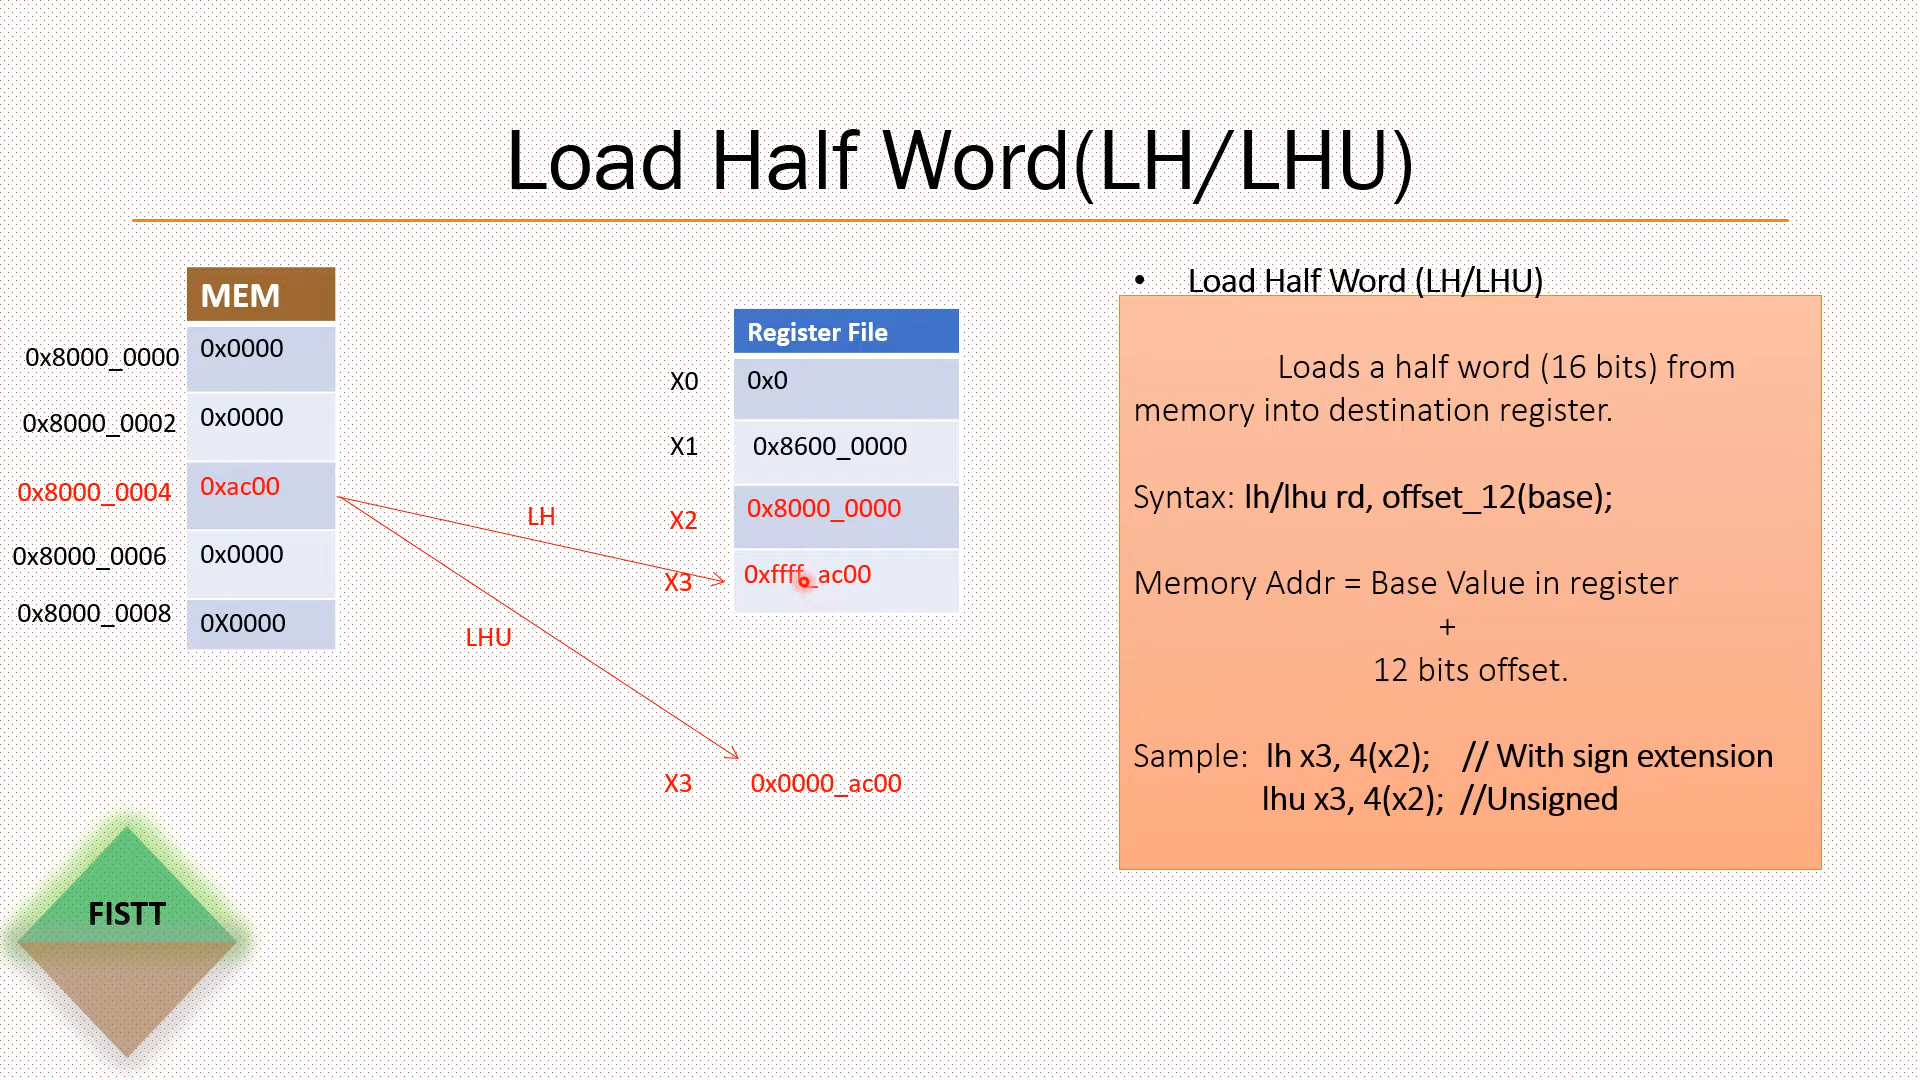 Load Half Word(LH/LHU)
MEM
0x8000_0000 0x0000
0x8000_0002 0x0000
0x8000_0004 0xac00
0x8000_0006 0x0000
0x8000_0008 0X0000
LH
LHU
Register File
X0 0x0
X1 0x8600_0000
X2 0x8000_0000
X3 0xffff_ac00
X3 0x0000_ac00
• Load Half Word (LH/LHU)
Loads a half word (16 bits) from
memory into destination register.
Syntax: lh/lhu rd, offset_12(base);
Memory Addr = Base Value in register
+
12 bits offset.
Sample: lh x3, 4(x2); // With sign extension
lhu x3, 4(x2); //Unsigned
FISTT